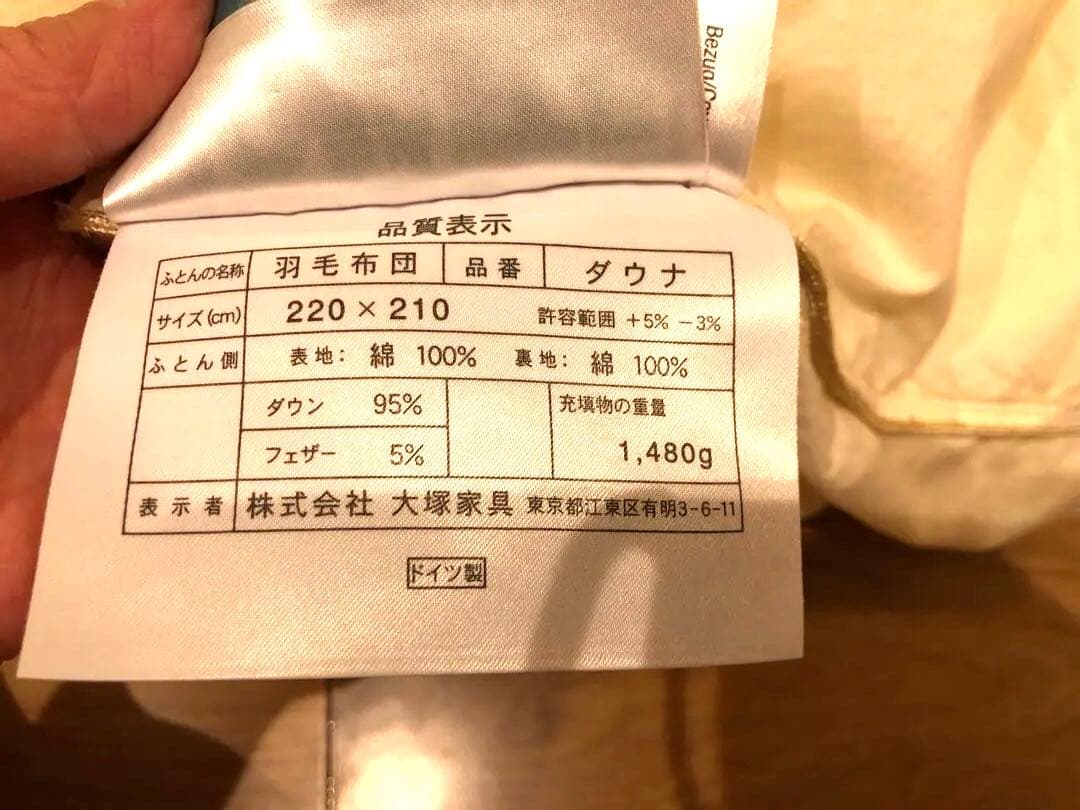 Bezug/
品質表示
ふとんの名称 羽毛布団 品番 ダウナ
サイズ(cm) 220×210 許容範囲 +5% −3%
ふとん側 表地: 綿 100% 裏地: 綿 100%
ダウン 95% 充填物の重量
フェザー 5% 1,480g
表示者 株式会社 大塚家具 東京都江東区有明3-6-11
ドイツ製